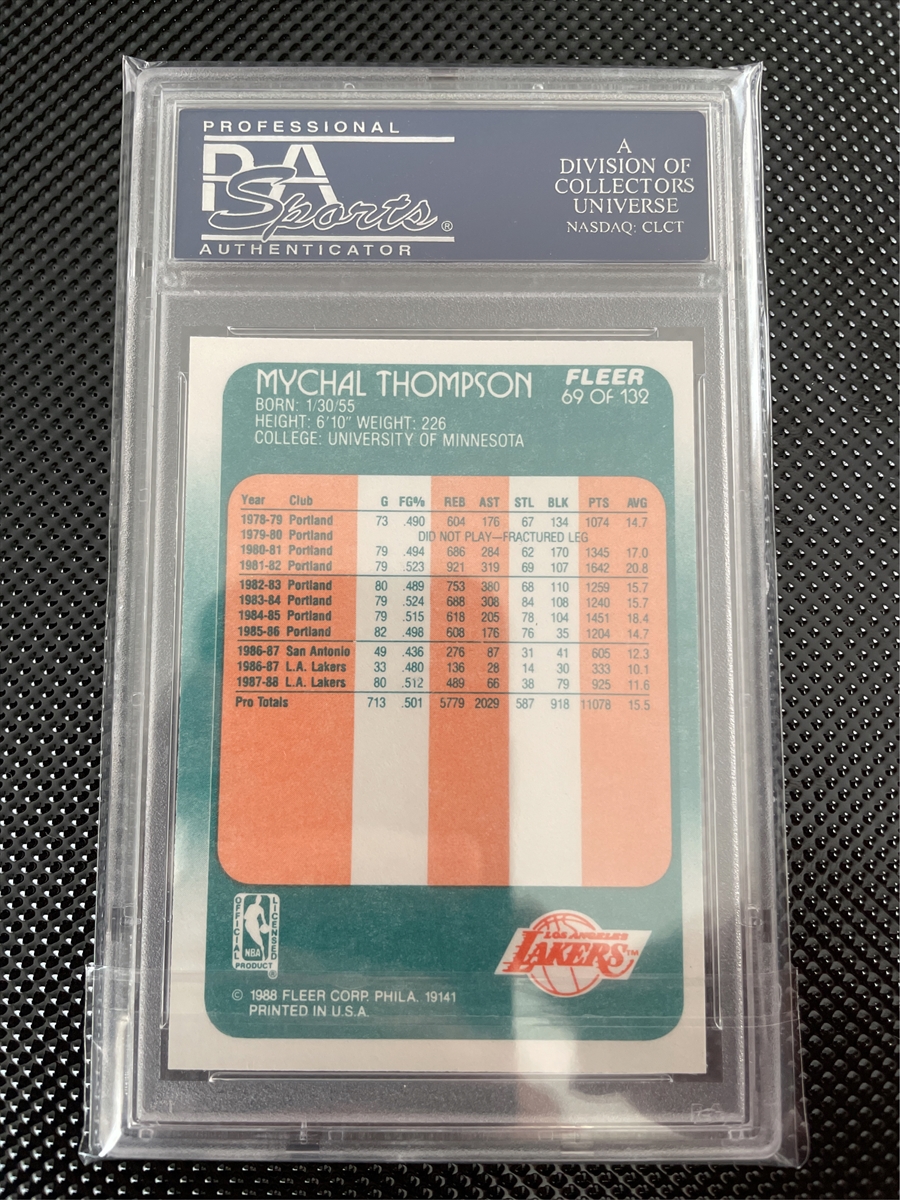 PROFESSIONAL
PSA
Sports®
AUTHENTICATOR
A
DIVISION OF
COLLECTORS
UNIVERSE
NASDAQ: CLCT
MYCHAL THOMPSON
FLEER
69 OF 132
BORN: 1/30/55
HEIGHT: 6'10" WEIGHT: 226
COLLEGE: UNIVERSITY OF MINNESOTA
Year Club G FG% REB AST STL BLK PTS AVG
1978-79 Portland 73 .490 604 176 67 134 1074 14.7
1979-80 Portland DID NOT PLAY—FRACTURED LEG
1980-81 Portland 79 .494 686 284 62 170 1345 17.0
1981-82 Portland 79 .523 921 319 69 107 1642 20.8
1982-83 Portland 80 .489 753 380 68 110 1259 15.7
1983-84 Portland 79 .524 688 308 84 108 1240 15.7
1984-85 Portland 79 .515 618 205 78 104 1451 18.4
1985-86 Portland 82 .498 608 176 76 35 1204 14.7
1986-87 San Antonio 49 .436 276 87 31 41 605 12.3
1986-87 L.A. Lakers 33 .480 136 28 14 30 333 10.1
1987-88 L.A. Lakers 80 .512 489 66 38 79 925 11.6
Pro Totals 713 .501 5779 2029 587 918 11078 15.5
OFFICIAL
LICENSED
NBA
PRODUCT ®
LOS ANGELES
LAKERS™
© 1988 FLEER CORP. PHILA. 19141
PRINTED IN U.S.A.